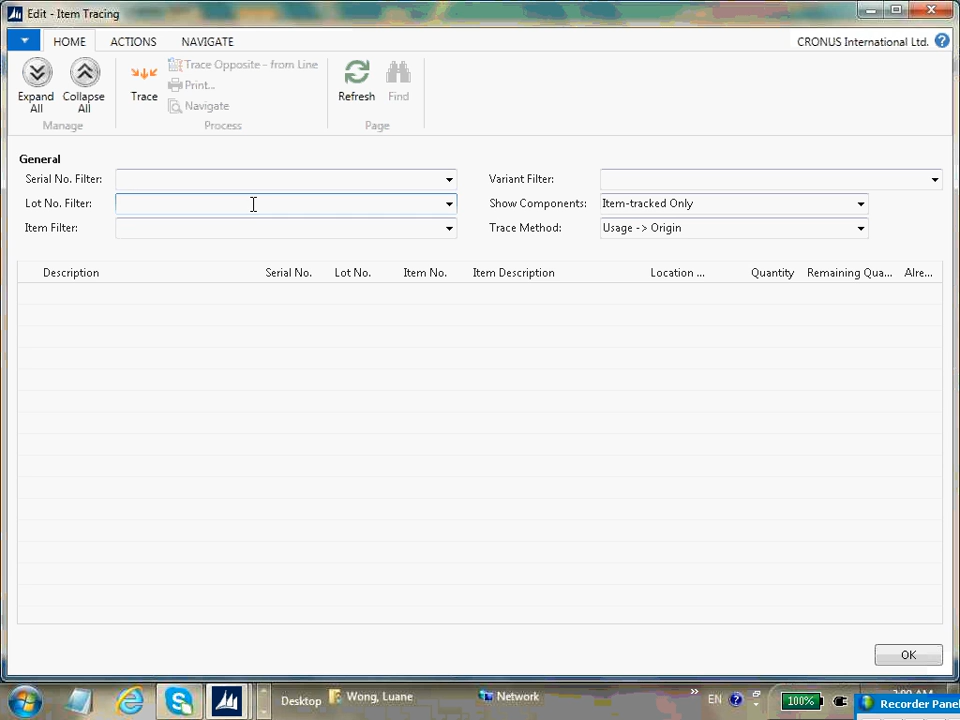 Edit - Item Tracing
HOME ACTIONS NAVIGATE CRONUS International Ltd.
Expand All
Collapse All
Manage
Trace
Trace Opposite - from Line
Print...
Navigate
Process
Refresh
Find
Page
General
Serial No. Filter:
Lot No. Filter:
Item Filter:
Variant Filter:
Show Components: Item-tracked Only
Trace Method: Usage -> Origin
Description Serial No. Lot No. Item No. Item Description Location ... Quantity Remaining Qua... Alre...
OK
Desktop Wong, Luane Network » EN 100%
Recorder Pane